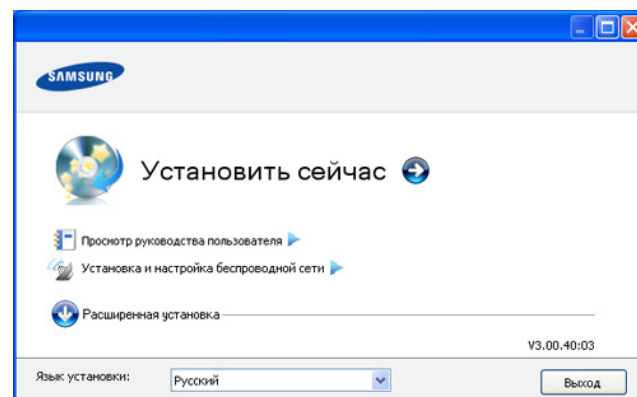 SAMSUNG
Установить сейчас
Просмотр руководства пользователя
Установка и настройка беспроводной сети
Расширенная установка
V3.00.40:03
Язык установки: Русский Выход